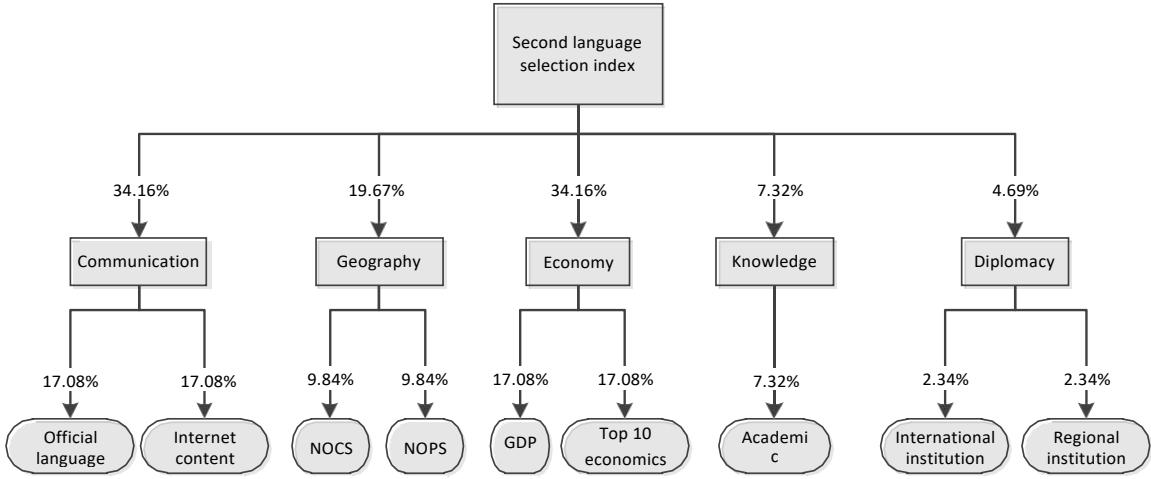 Second language
selection index
34.16%
19.67%
34.16%
7.32%
4.69%
Communication
Geography
Economy
Knowledge
Diplomacy
17.08%
17.08%
9.84%
9.84%
17.08%
17.08%
7.32%
2.34%
2.34%
Official
language
Internet
content
NOCS
NOPS
GDP
Top 10
economics
Academi
c
International
institution
Regional
institution